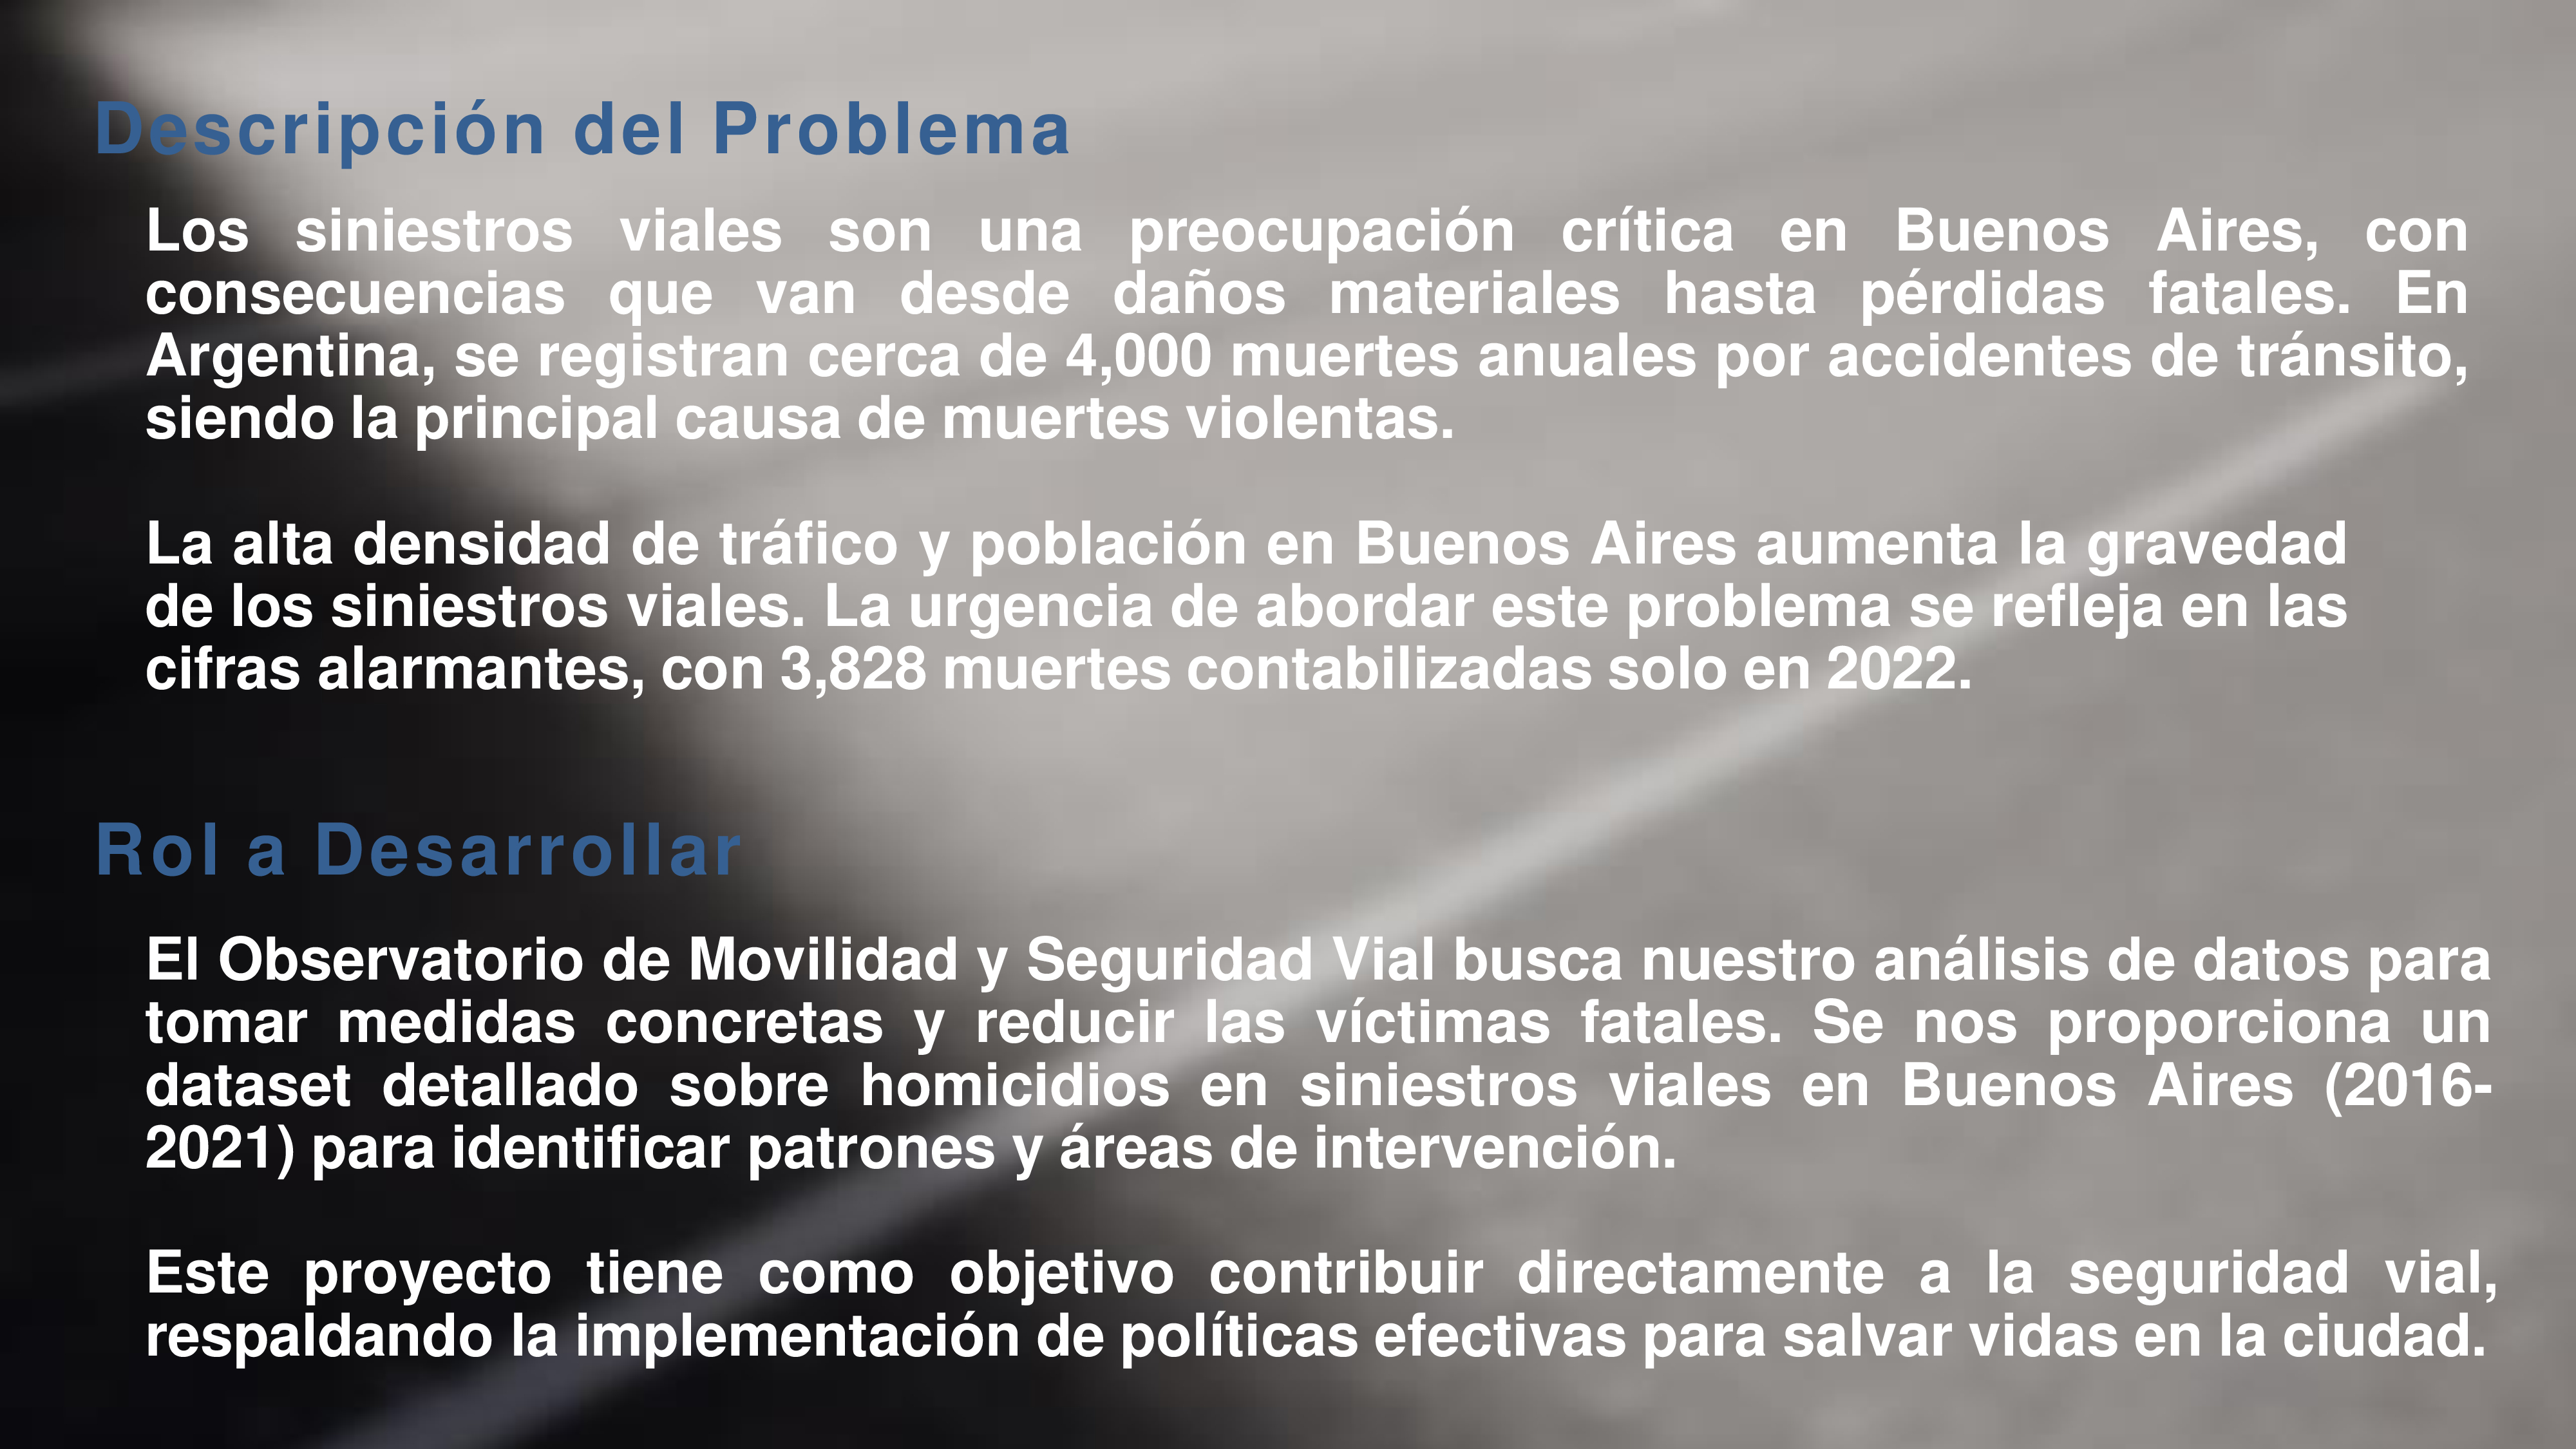 Descripción del Problema
Los siniestros viales son una preocupación crítica en Buenos Aires, con
consecuencias que van desde daños materiales hasta pérdidas fatales. En
Argentina, se registran cerca de 4,000 muertes anuales por accidentes de tránsito,
siendo la principal causa de muertes violentas.
La alta densidad de tráfico y población en Buenos Aires aumenta la gravedad
de los siniestros viales. La urgencia de abordar este problema se refleja en las
cifras alarmantes, con 3,828 muertes contabilizadas solo en 2022.
Rol a Desarrollar
El Observatorio de Movilidad y Seguridad Vial busca nuestro análisis de datos para
tomar medidas concretas y reducir las víctimas fatales. Se nos proporciona un
dataset detallado sobre homicidios en siniestros viales en Buenos Aires (2016-
2021) para identificar patrones y áreas de intervención.
Este proyecto tiene como objetivo contribuir directamente a la seguridad vial,
respaldando la implementación de políticas efectivas para salvar vidas en la ciudad.